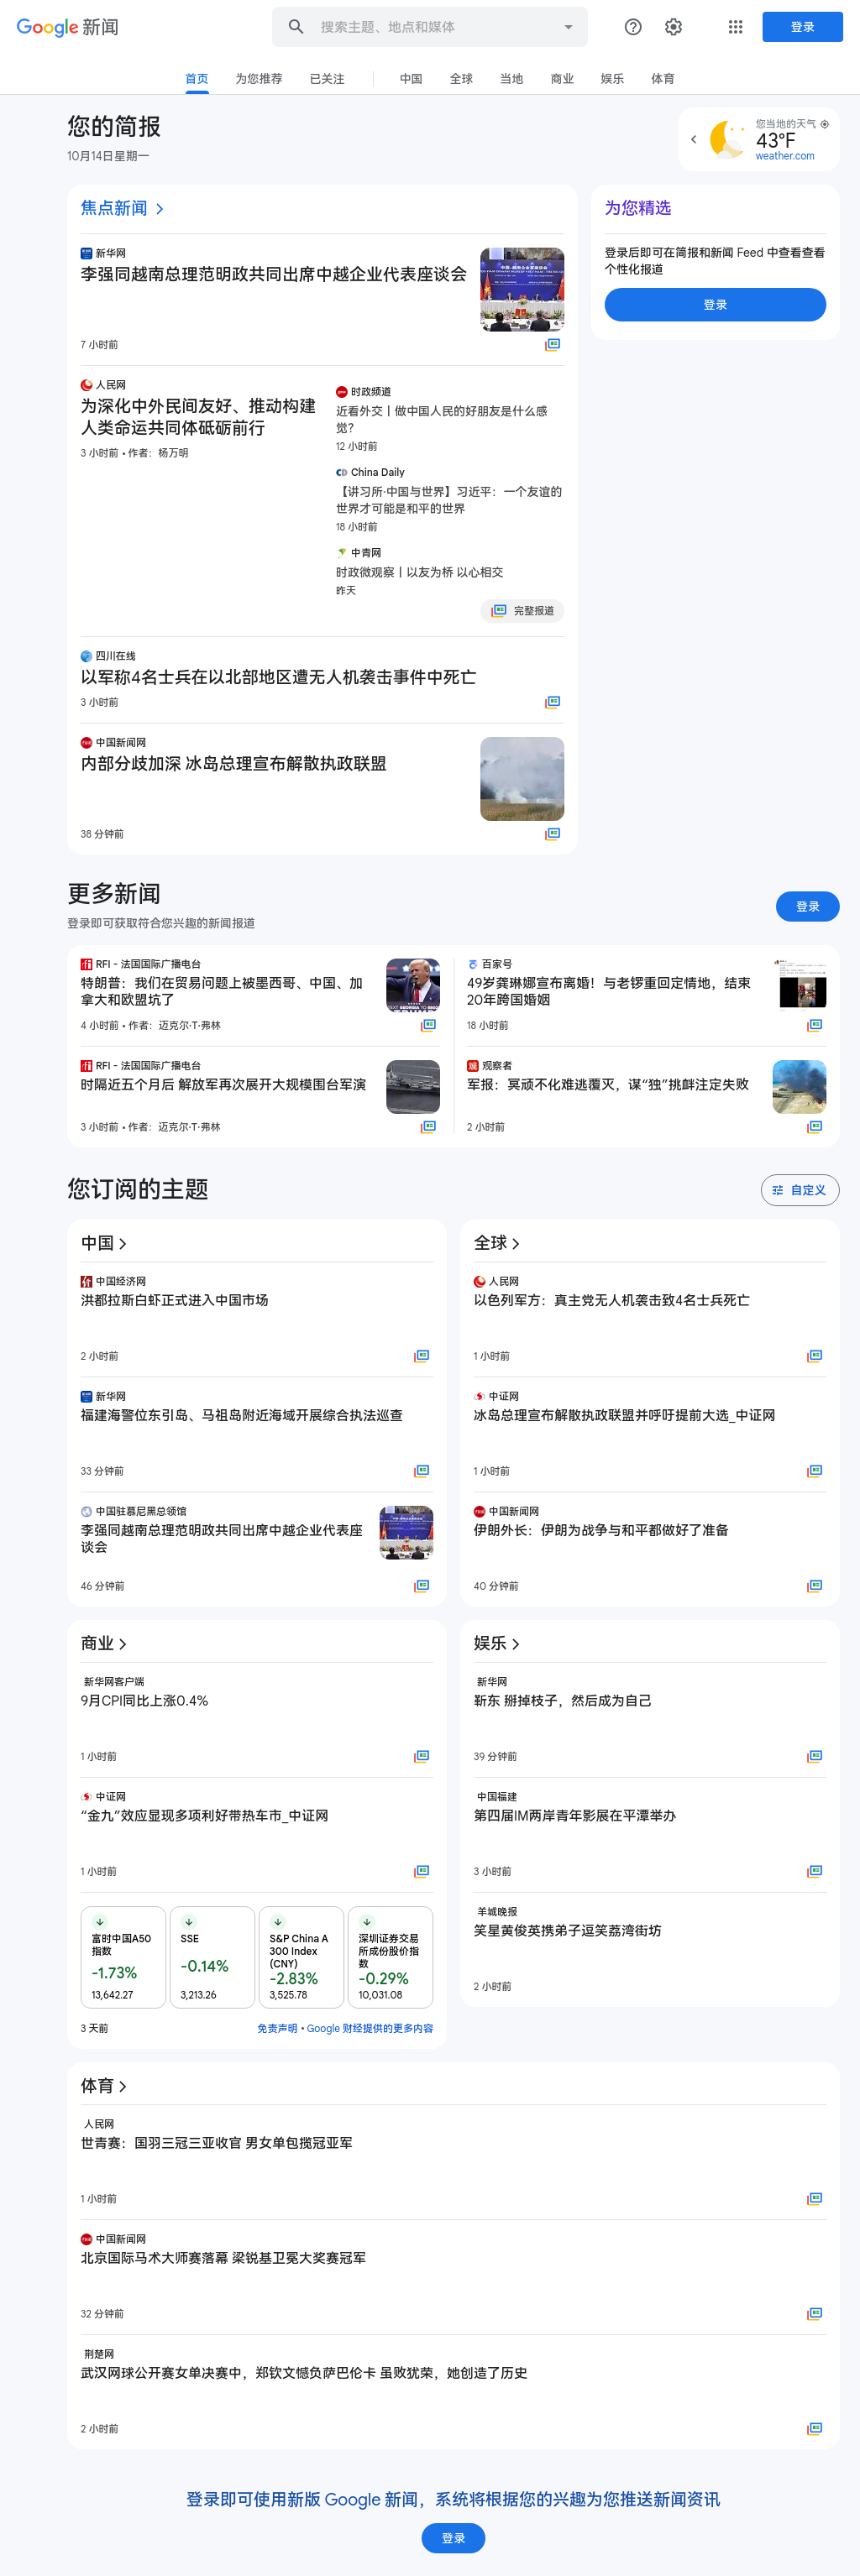 Google 新闻
搜索主题、地点和媒体
登录
首页
为您推荐
已关注
中国
全球
当地
商业
娱乐
体育
您的简报
10月14日星期一
您当地的天气
43°F
weather.com
焦点新闻
新华网
李强同越南总理范明政共同出席中越企业代表座谈会
7 小时前
人民网
为深化中外民间友好、推动构建
人类命运共同体砥砺前行
3 小时前 • 作者：杨万明
时政频道
近看外交丨做中国人民的好朋友是什么感
觉？
12 小时前
China Daily
【讲习所·中国与世界】习近平：一个友谊的
世界才可能是和平的世界
18 小时前
中青网
时政微观察丨以友为桥 以心相交
昨天
完整报道
四川在线
以军称4名士兵在以北部地区遭无人机袭击事件中死亡
3 小时前
中国新闻网
内部分歧加深 冰岛总理宣布解散执政联盟
38 分钟前
为您精选
登录后即可在简报和新闻 Feed 中查看查看
个性化报道
登录
更多新闻
登录即可获取符合您兴趣的新闻报道
登录
RFI - 法国国际广播电台
特朗普：我们在贸易问题上被墨西哥、中国、加
拿大和欧盟坑了
4 小时前 • 作者：迈克尔·T·弗林
RFI - 法国国际广播电台
时隔近五个月后 解放军再次展开大规模围台军演
3 小时前 • 作者：迈克尔·T·弗林
百家号
49岁龚琳娜宣布离婚！与老锣重回定情地，结束
20年跨国婚姻
18 小时前
观察者
军报：冥顽不化难逃覆灭，谋“独”挑衅注定失败
2 小时前
您订阅的主题
自定义
中国
中国经济网
洪都拉斯白虾正式进入中国市场
2 小时前
新华网
福建海警位东引岛、马祖岛附近海域开展综合执法巡查
33 分钟前
中国驻慕尼黑总领馆
李强同越南总理范明政共同出席中越企业代表座
谈会
46 分钟前
全球
人民网
以色列军方：真主党无人机袭击致4名士兵死亡
1 小时前
中证网
冰岛总理宣布解散执政联盟并呼吁提前大选_中证网
1 小时前
中国新闻网
伊朗外长：伊朗为战争与和平都做好了准备
40 分钟前
商业
新华网客户端
9月CPI同比上涨0.4%
1 小时前
中证网
“金九”效应显现多项利好带热车市_中证网
1 小时前
富时中国A50
指数
-1.73%
13,642.27
SSE
-0.14%
3,213.26
S&P China A
300 Index
(CNY)
-2.83%
3,525.78
深圳证券交易
所成份股价指
数
-0.29%
10,031.08
3 天前
免责声明 • Google 财经提供的更多内容
娱乐
新华网
靳东 掰掉枝子，然后成为自己
39 分钟前
中国福建
第四届IM两岸青年影展在平潭举办
3 小时前
羊城晚报
笑星黄俊英携弟子逗笑荔湾街坊
2 小时前
体育
人民网
世青赛：国羽三冠三亚收官 男女单包揽冠亚军
1 小时前
中国新闻网
北京国际马术大师赛落幕 梁锐基卫冕大奖赛冠军
32 分钟前
荆楚网
武汉网球公开赛女单决赛中，郑钦文憾负萨巴伦卡 虽败犹荣，她创造了历史
2 小时前
登录即可使用新版 Google 新闻，系统将根据您的兴趣为您推送新闻资讯
登录